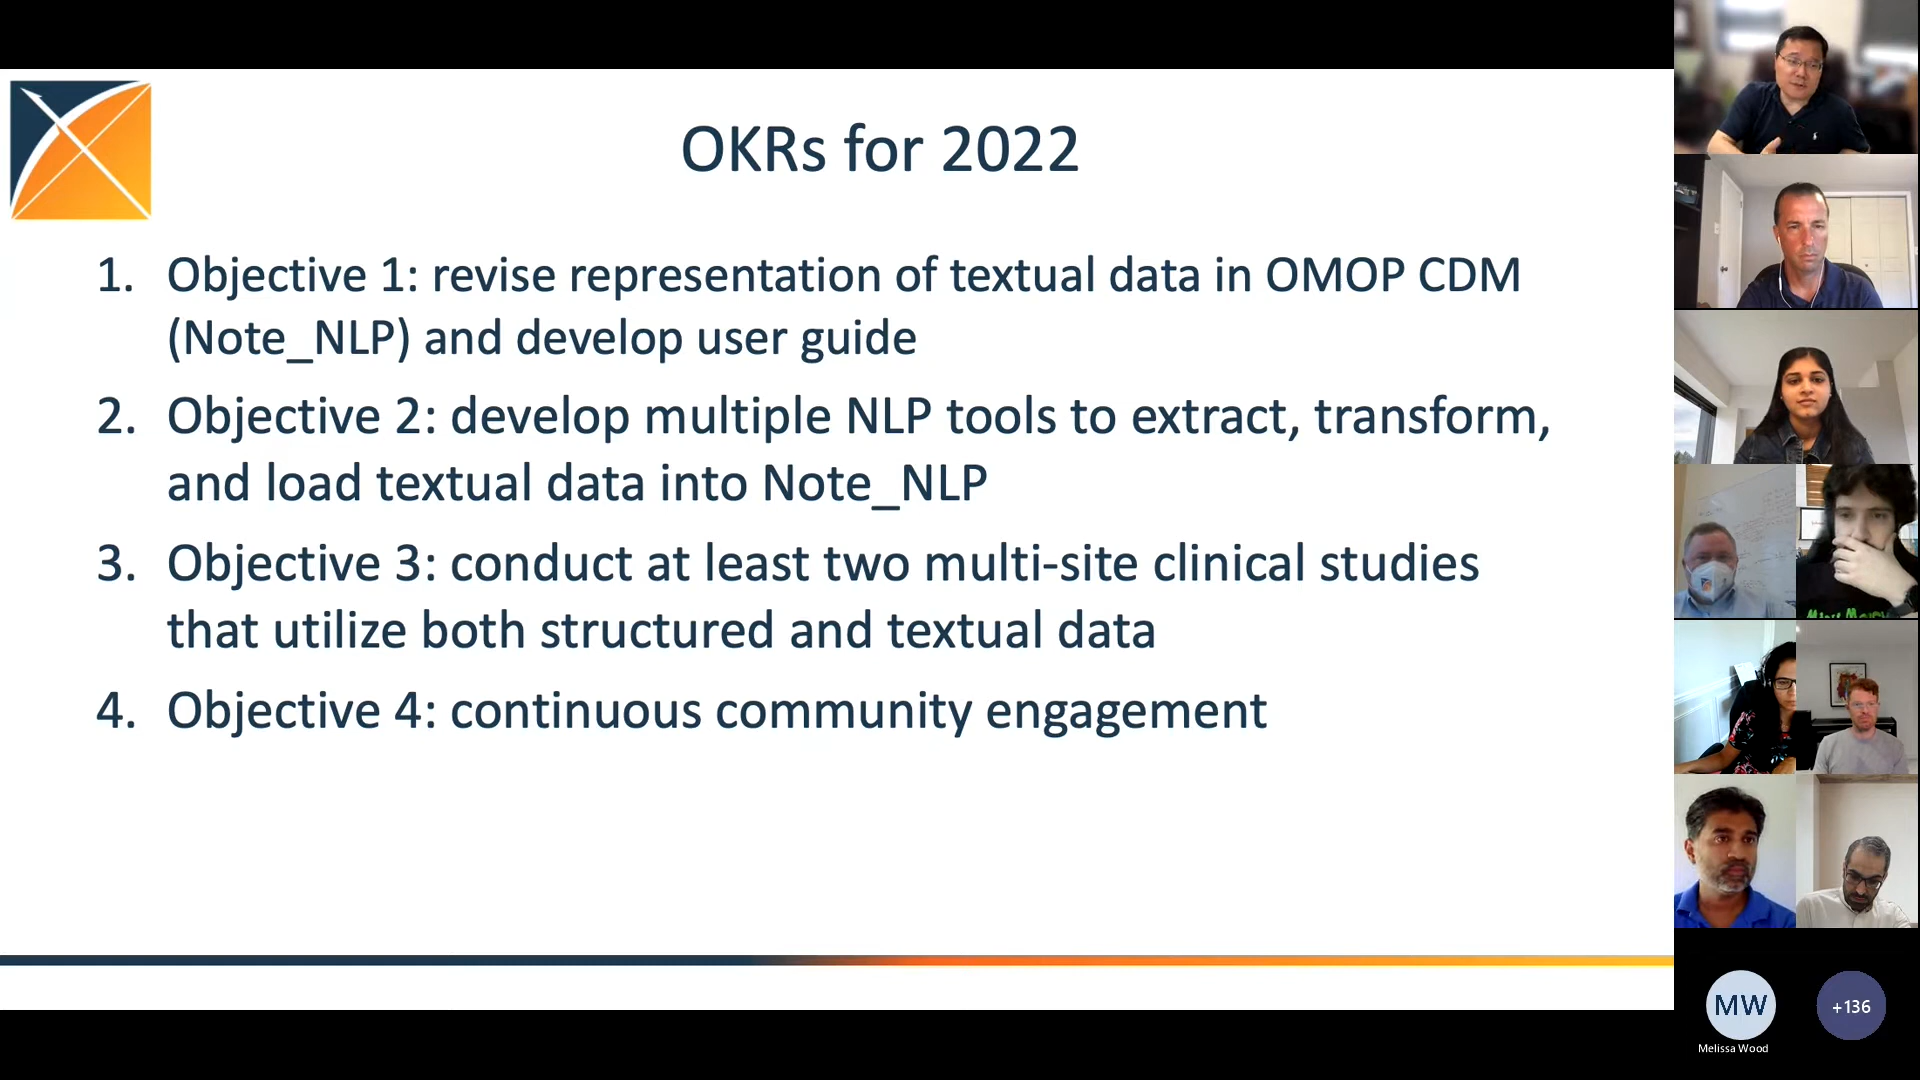 OKRs for 2022
1. Objective 1: revise representation of textual data in OMOP CDM
(Note_NLP) and develop user guide
2. Objective 2: develop multiple NLP tools to extract, transform,
and load textual data into Note_NLP
3. Objective 3: conduct at least two multi-site clinical studies
that utilize both structured and textual data
4. Objective 4: continuous community engagement
MW
+136
Melissa Wood